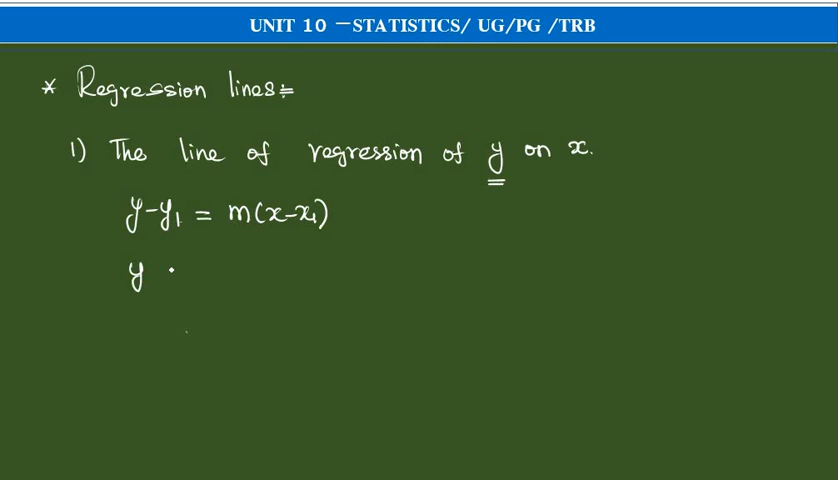 UNIT 10 – STATISTICS/ UG/PG /TRB
* Regression lines:-
1) The line of regression of y on x.
y-y₁ = m(x-x₁)
y